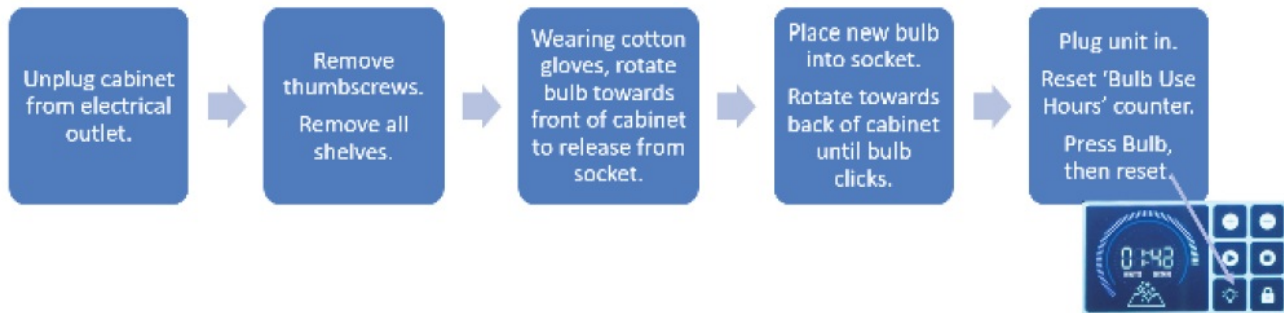 Unplug cabinet
from electrical
outlet.
Remove
thumbscrews.
Remove all
shelves.
Wearing cotton
gloves, rotate
bulb towards
front of cabinet
to release from
socket.
Place new bulb
into socket.
Rotate towards
back of cabinet
until bulb
clicks.
Plug unit in.
Reset 'Bulb Use
Hours' counter.
Press Bulb,
then reset.
01:42